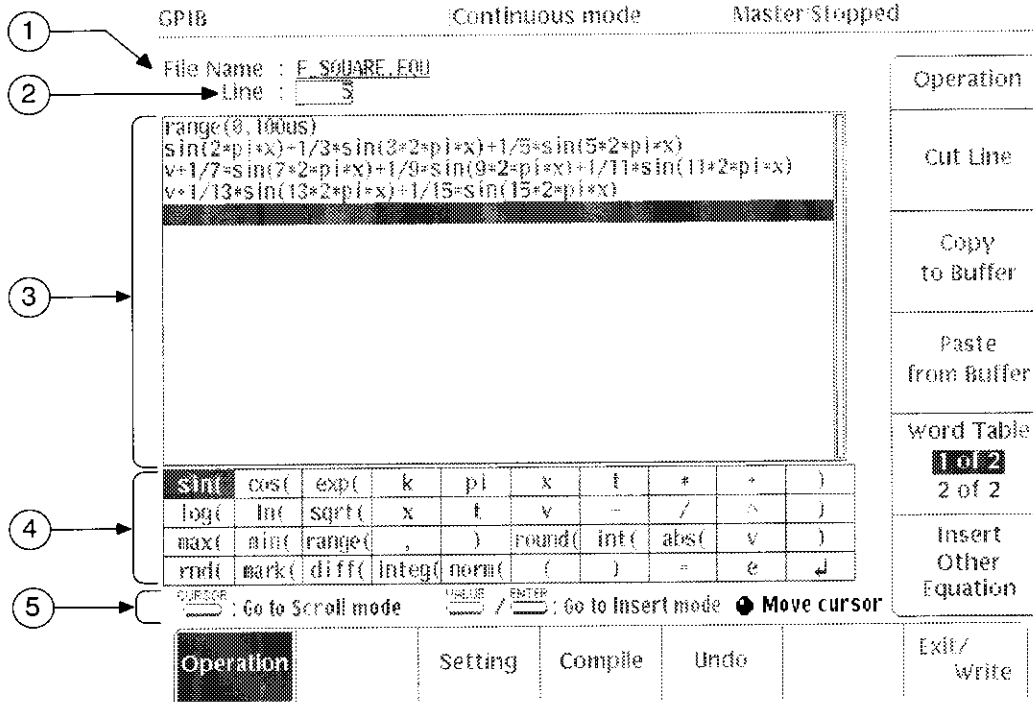 GPIB Continuous mode Master:Stopped
1
File Name : F_SQUARE.EQU
2
Line : 5
Operation
3
range(0,100us)
sin(2*pi*x)+1/3*sin(3*2*pi*x)+1/5*sin(5*2*pi*x)
v+1/7*sin(7*2*pi*x)+1/9*sin(9*2*pi*x)+1/11*sin(11*2*pi*x)
v+1/13*sin(13*2*pi*x)+1/15*sin(15*2*pi*x)
Cut Line
Copy
to Buffer
Paste
from Buffer
Word Table
1 of 2
2 of 2
Insert
Other
Equation
4
sin( cos( exp( k pi x t * + )
log( ln( sqrt( x t v - / ^ )
max( min( range( , ) round( int( abs( v )
rnd( mark( diff( integ( norm( ( ) = e ↵
5
CURSOR : Go to Scroll mode VALUE / ENTER : Go to Insert mode Move cursor
Operation Setting Compile Undo Exit/
Write